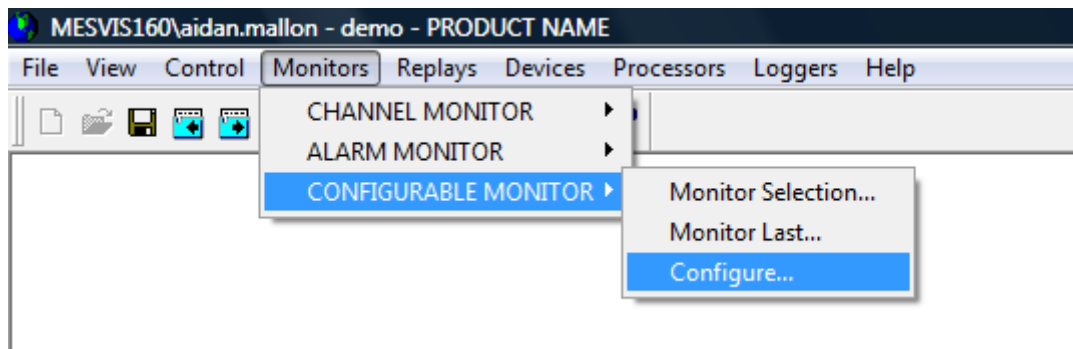 MESVIS160\aidan.mallon - demo - PRODUCT NAME
File View Control Monitors Replays Devices Processors Loggers Help
CHANNEL MONITOR
ALARM MONITOR
CONFIGURABLE MONITOR
Monitor Selection...
Monitor Last...
Configure...